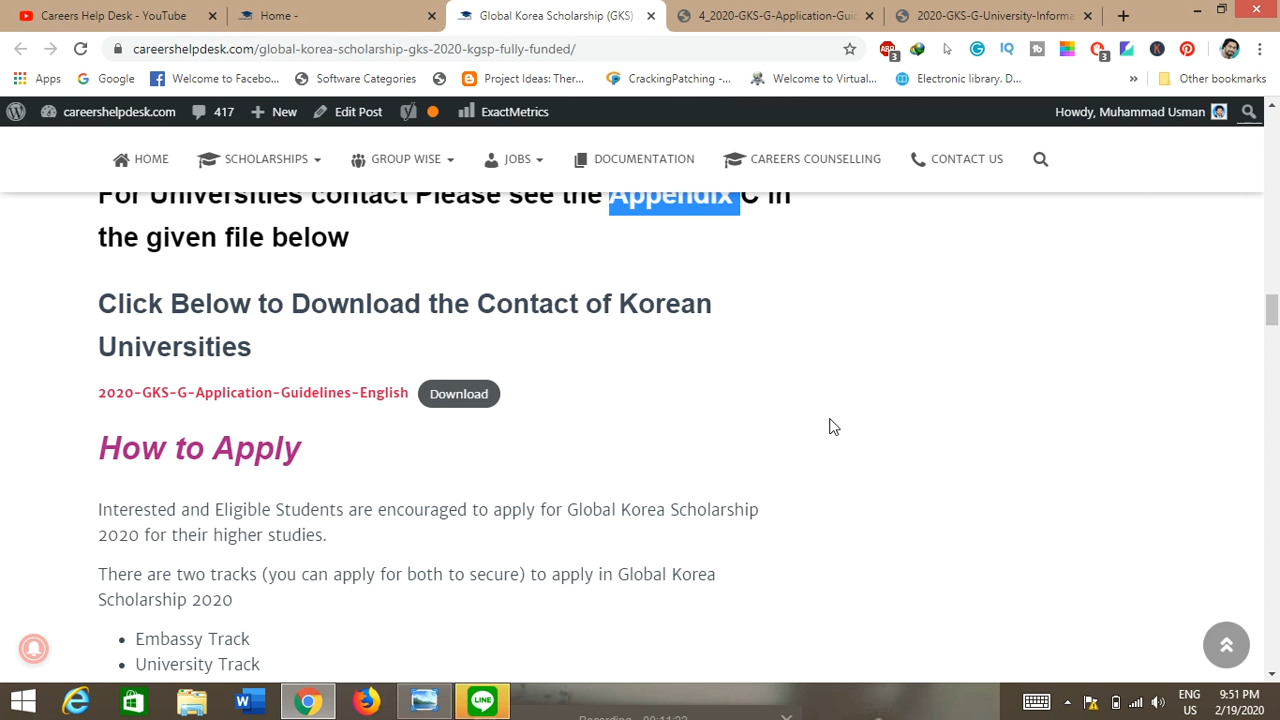 Careers Help Desk - YouTube
Home -
Global Korea Scholarship (GKS)
4_2020-GKS-G-Application-Gui
2020-GKS-G-University-Informa
careershelpdesk.com/global-korea-scholarship-gks-2020-kgsp-fully-funded/
Apps
Google
Welcome to Facebo...
Software Categories
Project Ideas: Ther...
CrackingPatching -...
Welcome to Virtual...
Electronic library. D...
»
Other bookmarks
careershelpdesk.com
417
New
Edit Post
ExactMetrics
Howdy, Muhammad Usman
HOME
SCHOLARSHIPS
GROUP WISE
JOBS
DOCUMENTATION
CAREERS COUNSELLING
CONTACT US
For Universities contact Please see the Appendix C in
the given file below
Click Below to Download the Contact of Korean
Universities
2020-GKS-G-Application-Guidelines-English Download
How to Apply
Interested and Eligible Students are encouraged to apply for Global Korea Scholarship
2020 for their higher studies.
There are two tracks (you can apply for both to secure) to apply in Global Korea
Scholarship 2020
• Embassy Track
• University Track
ENG
9:51 PM
2/19/2020